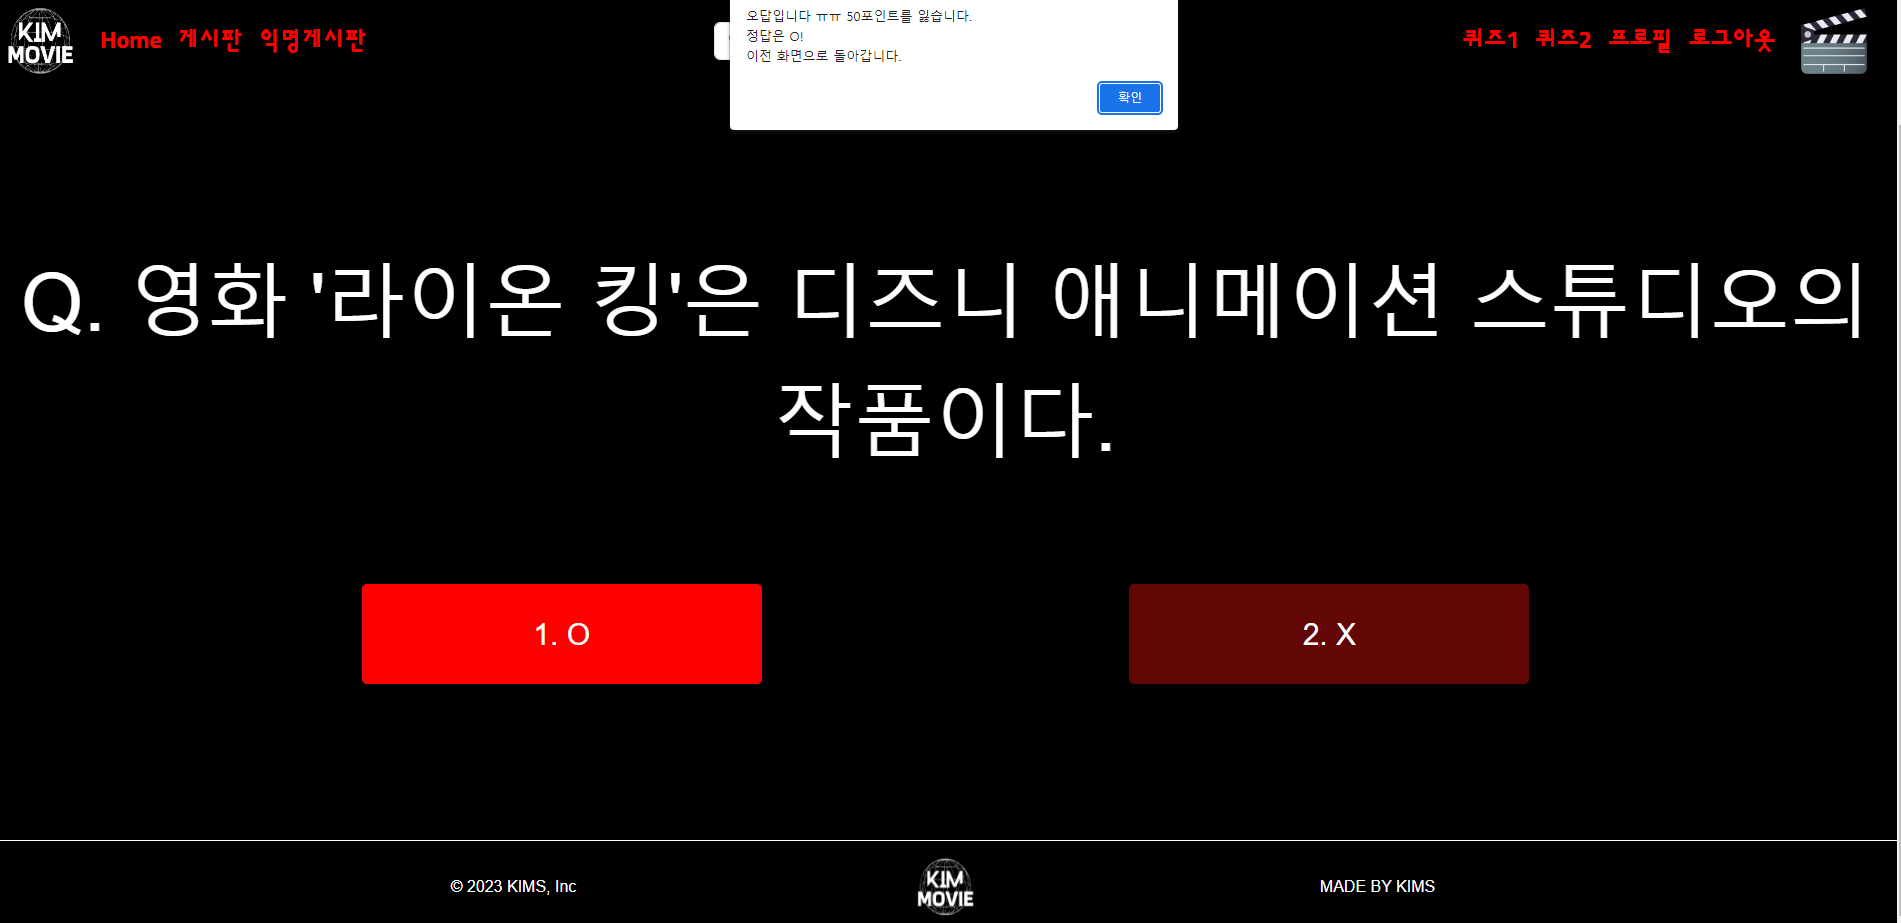 KIM
MOVIE
Home 게시판 익명게시판
오답입니다 ㅠㅠ 50포인트를 잃습니다.
정답은 O!
이전 화면으로 돌아갑니다.
확인
퀴즈1 퀴즈2 프로필 로그아웃
Q. 영화 '라이온 킹'은 디즈니 애니메이션 스튜디오의
작품이다.
1. O
2. X
© 2023 KIMS, Inc
KIM
MOVIE
MADE BY KIMS